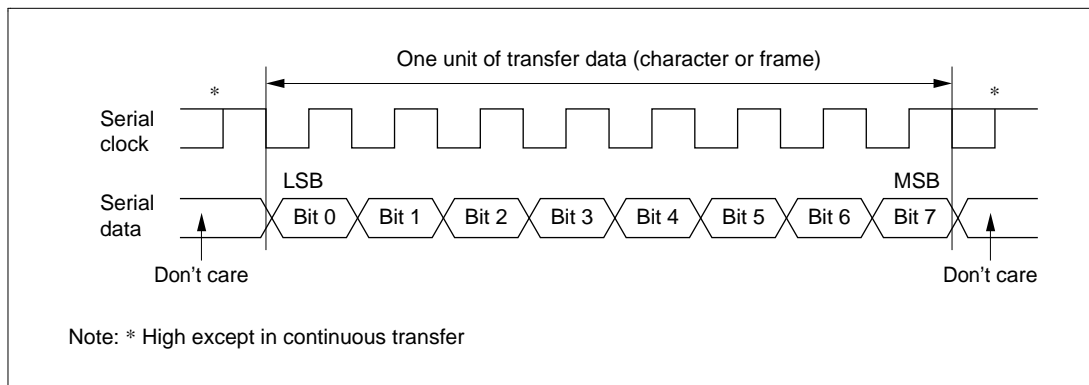 One unit of transfer data (character or frame)
* *
Serial
clock
LSB MSB
Serial
data
Bit 0 Bit 1 Bit 2 Bit 3 Bit 4 Bit 5 Bit 6 Bit 7
Don’t care Don’t care
Note: * High except in continuous transfer